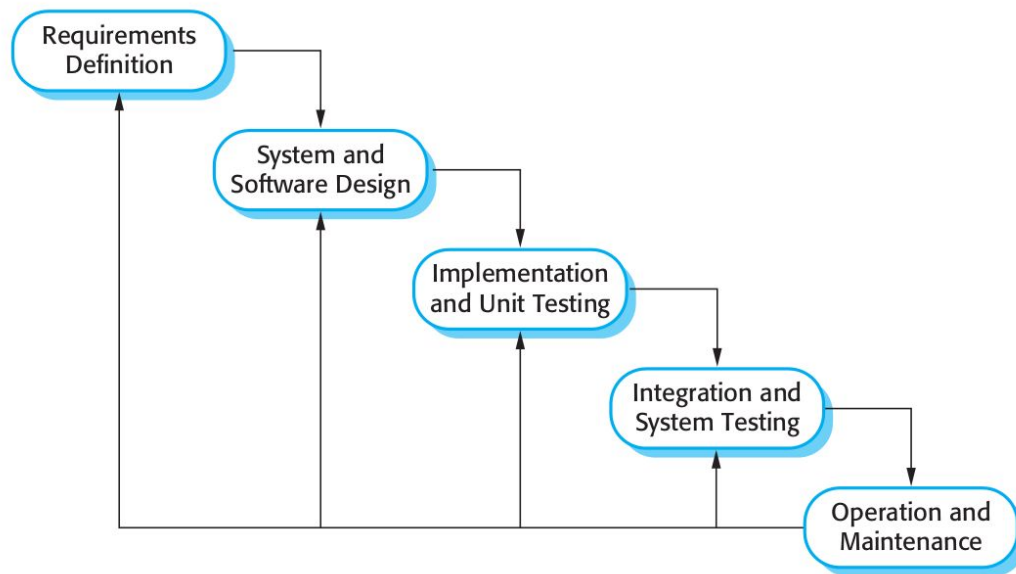 Requirements
Definition
System and
Software Design
Implementation
and Unit Testing
Integration and
System Testing
Operation and
Maintenance